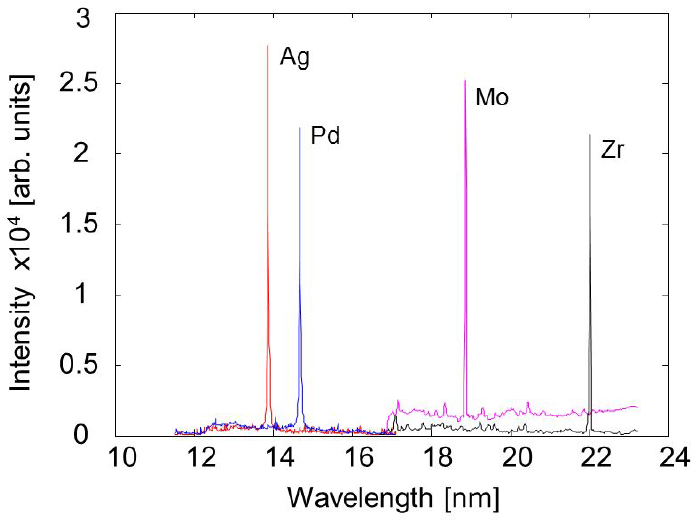 3
2.5
2
1.5
1
0.5
0
Intensity x10⁴ [arb. units]
Ag
Pd
Mo
Zr
10 12 14 16 18 20 22 24
Wavelength [nm]